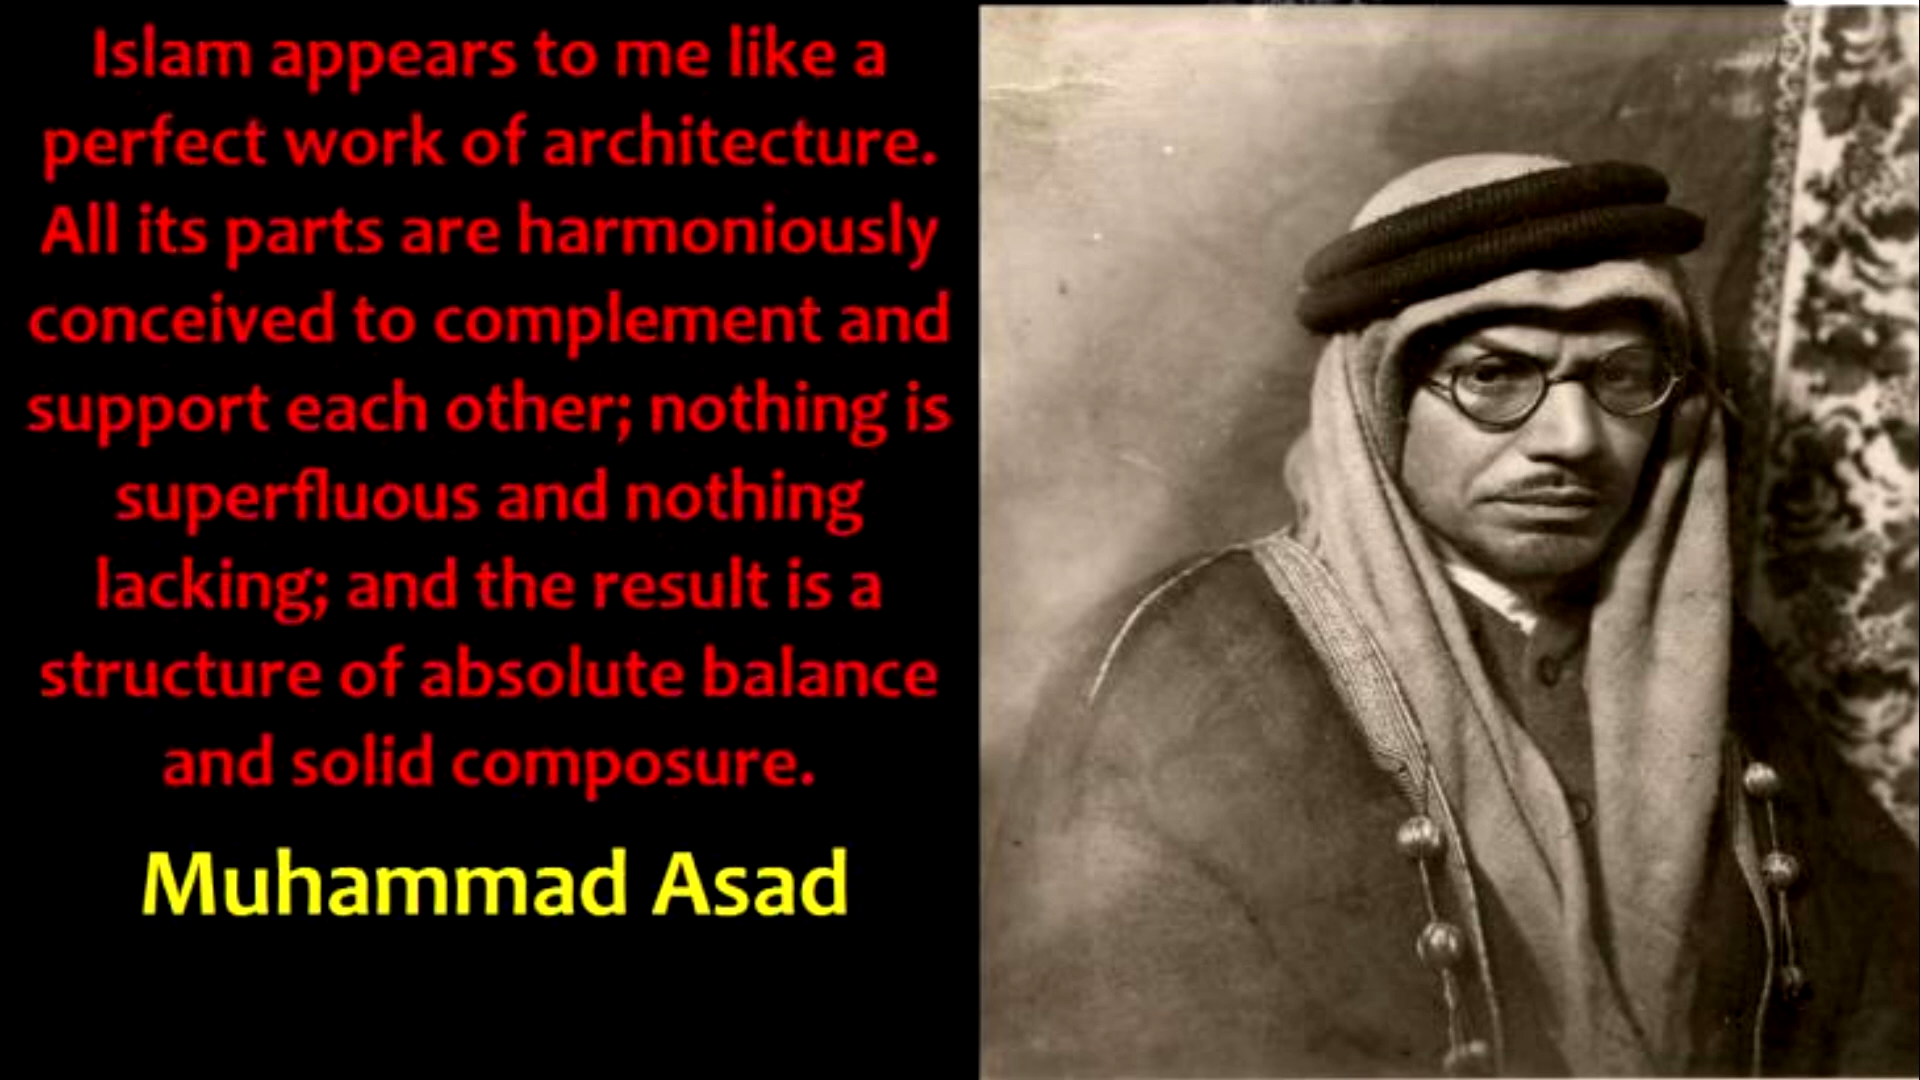 Islam appears to me like a
perfect work of architecture.
All its parts are harmoniously
conceived to complement and
support each other; nothing is
superfluous and nothing
lacking; and the result is a
structure of absolute balance
and solid composure.
Muhammad Asad